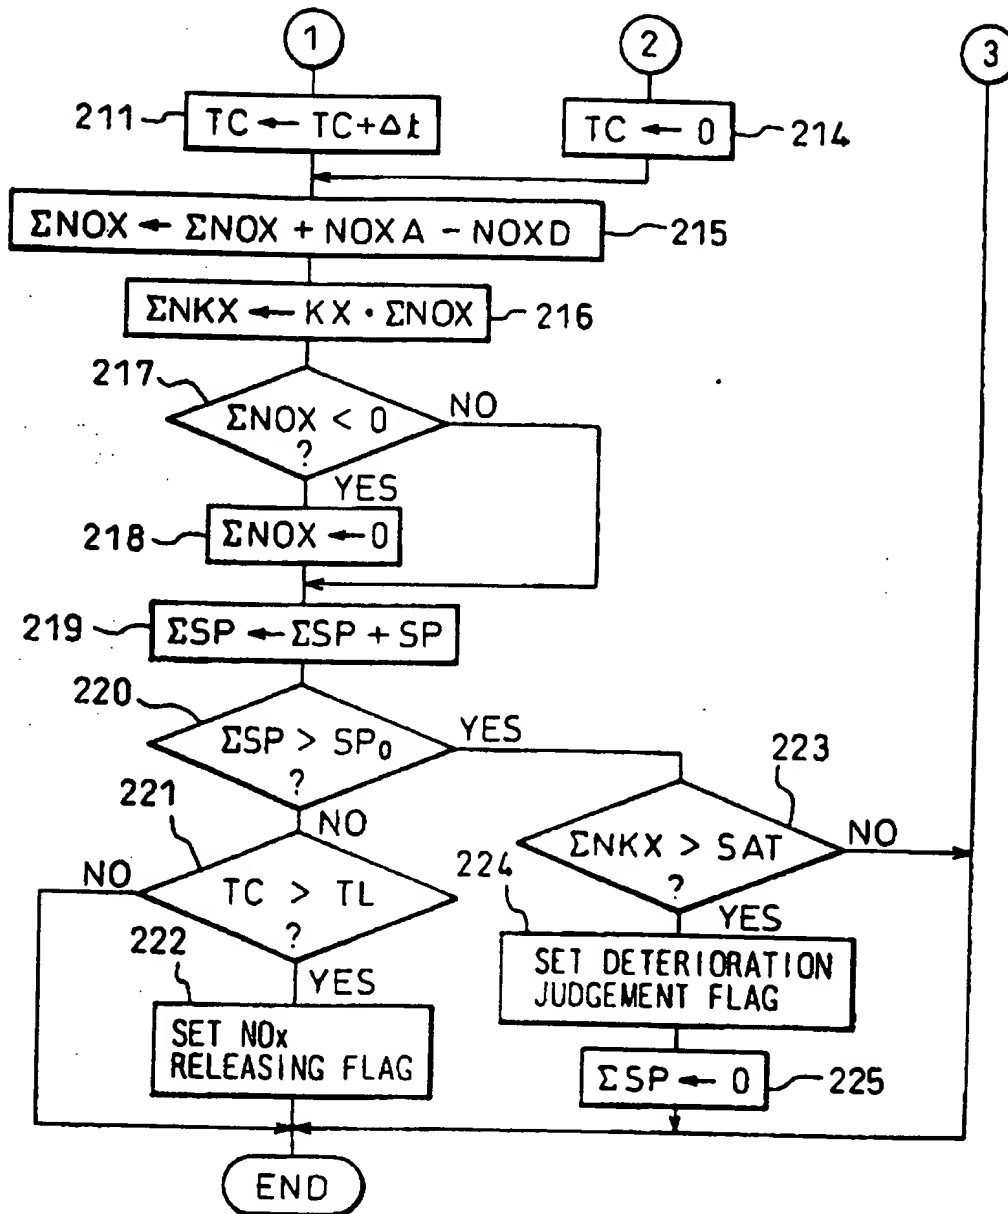 1
2
3
211
TC ← TC+Δt
TC ← 0
214
ΣNOX ← ΣNOX + NOXA − NOXD
215
ΣNKX ← KX · ΣNOX
216
217
ΣNOX < 0
?
NO
YES
218
ΣNOX ← 0
219
ΣSP ← ΣSP + SP
220
ΣSP > SP₀
?
YES
NO
223
ΣNKX > SAT
?
NO
YES
221
TC > TL
?
NO
YES
224
SET DETERIORATION
JUDGEMENT FLAG
222
SET NOx
RELEASING FLAG
ΣSP ← 0
225
END